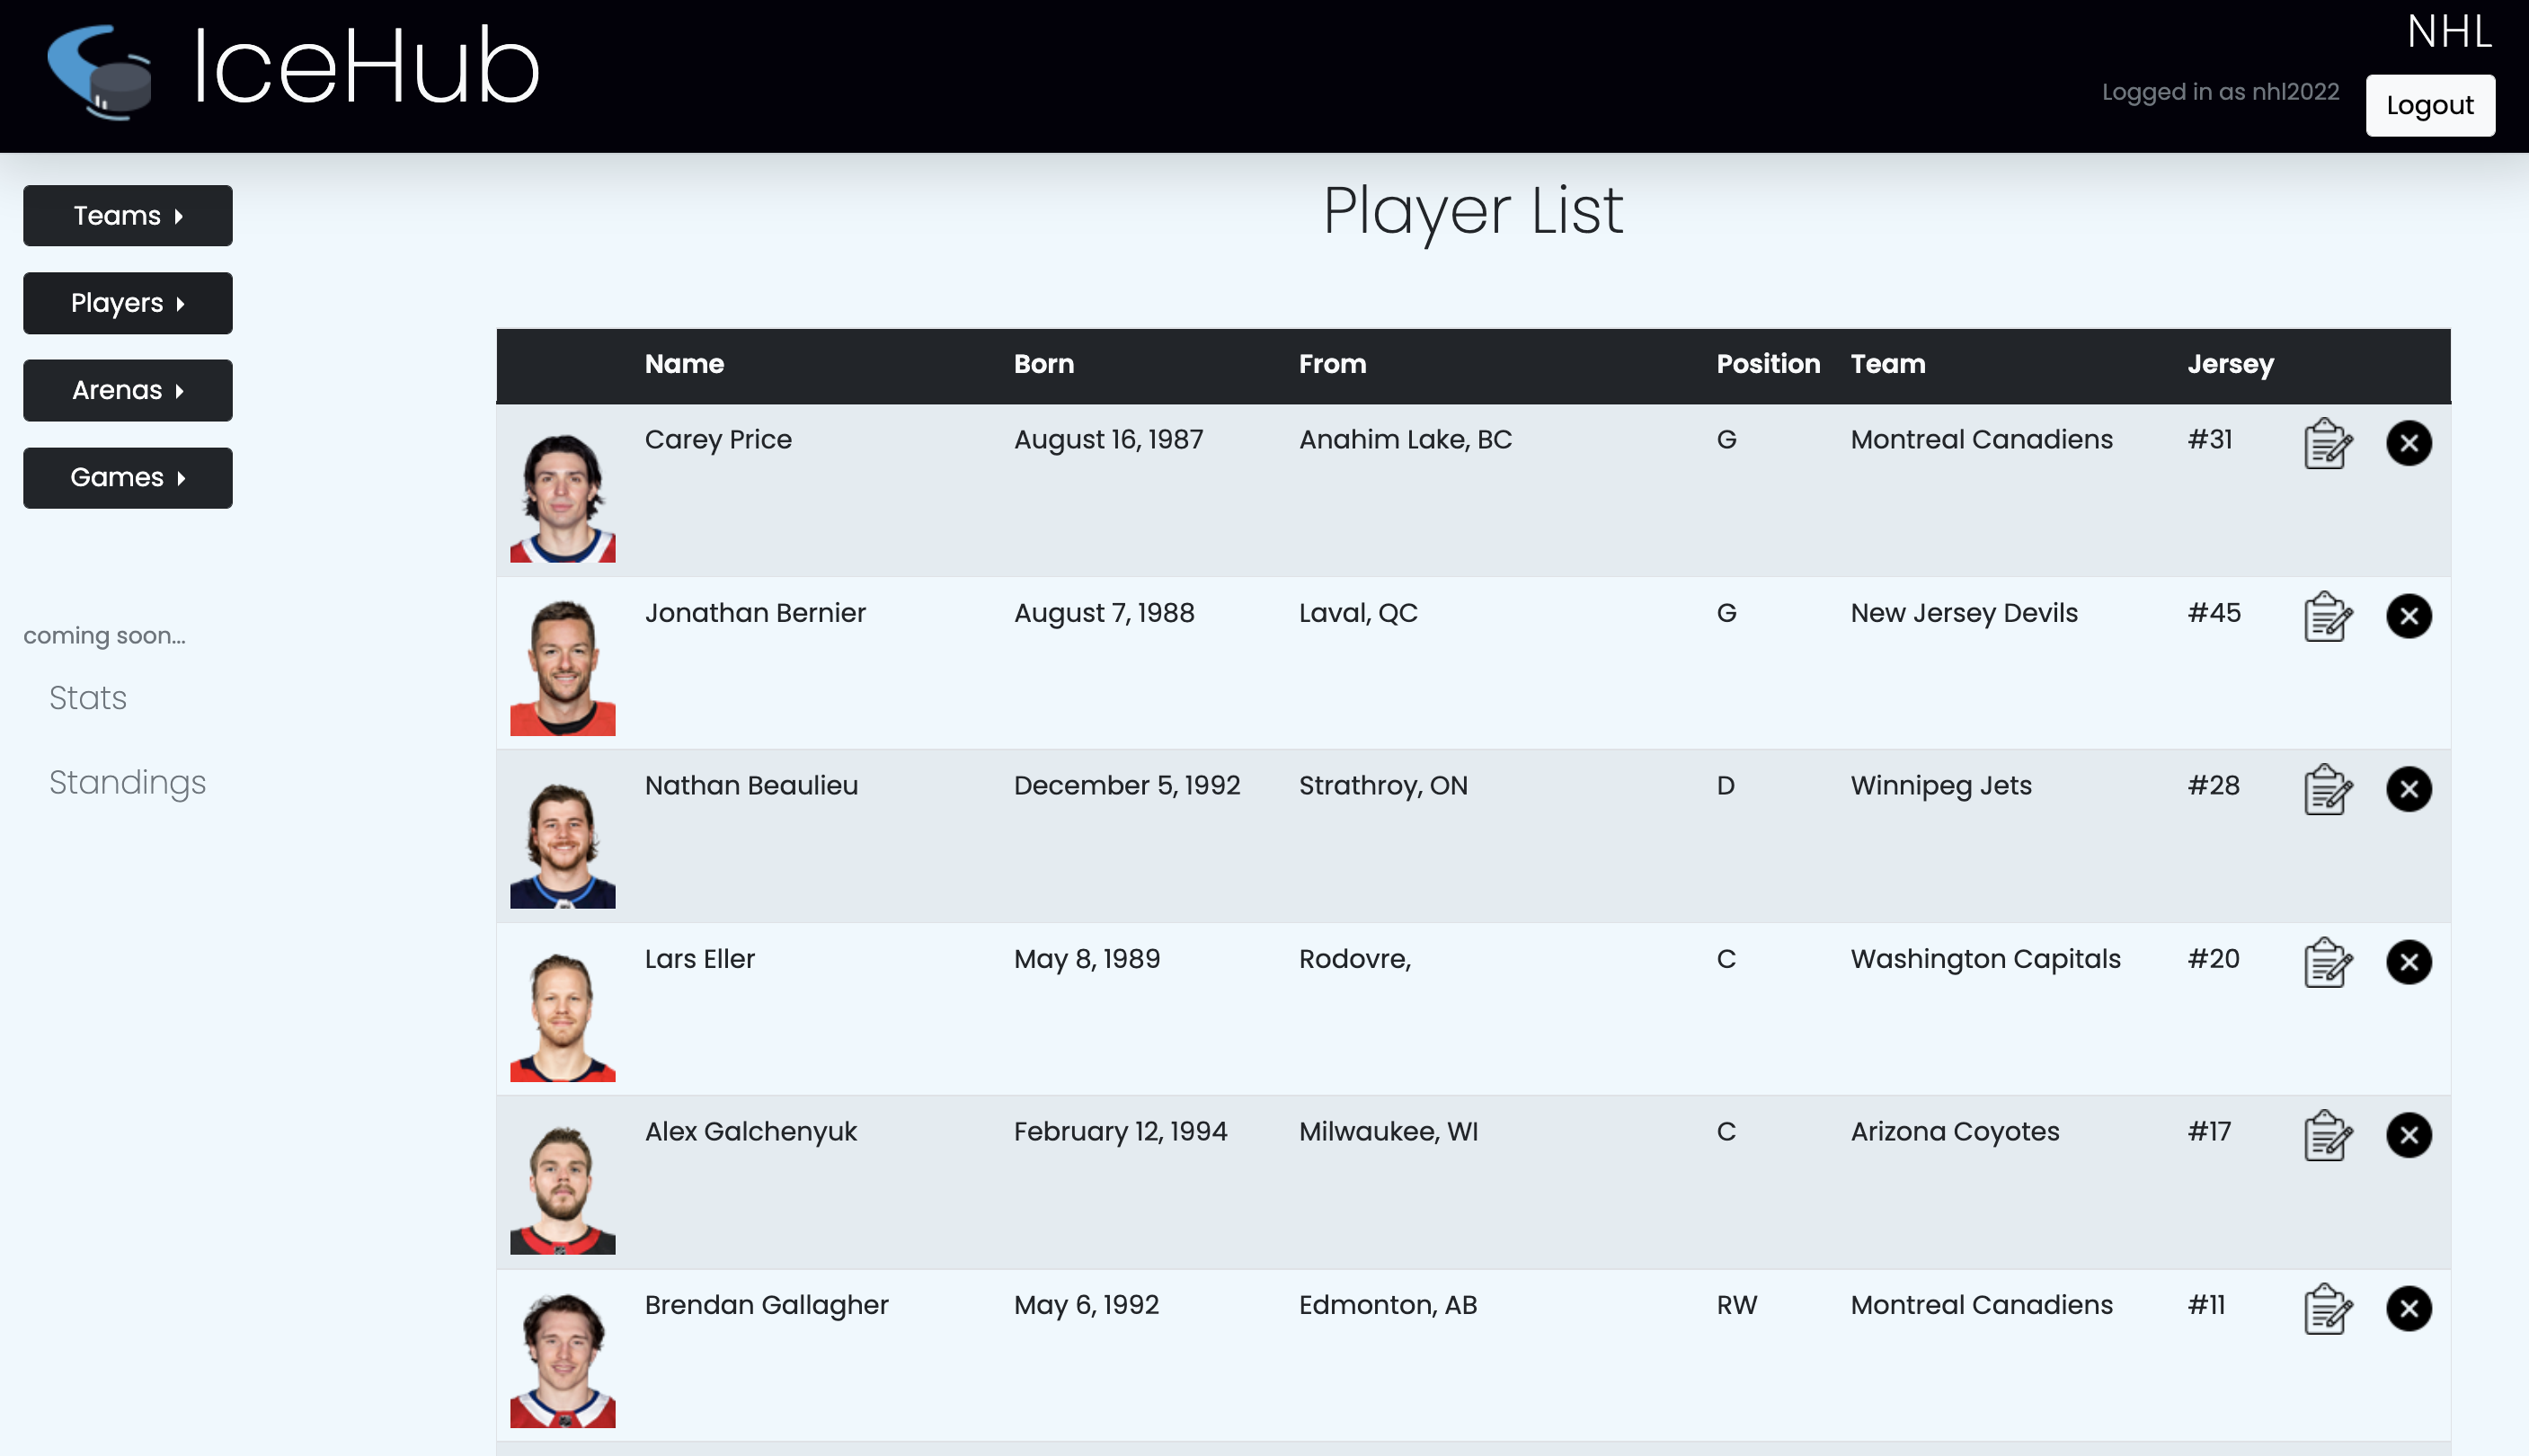 IceHub
NHL
Logged in as nhl2022
Logout
Teams
Players
Arenas
Games
coming soon...
Stats
Standings
Player List
Name Born From Position Team Jersey
Carey Price August 16, 1987 Anahim Lake, BC G Montreal Canadiens #31
Jonathan Bernier August 7, 1988 Laval, QC G New Jersey Devils #45
Nathan Beaulieu December 5, 1992 Strathroy, ON D Winnipeg Jets #28
Lars Eller May 8, 1989 Rodovre, C Washington Capitals #20
Alex Galchenyuk February 12, 1994 Milwaukee, WI C Arizona Coyotes #17
Brendan Gallagher May 6, 1992 Edmonton, AB RW Montreal Canadiens #11